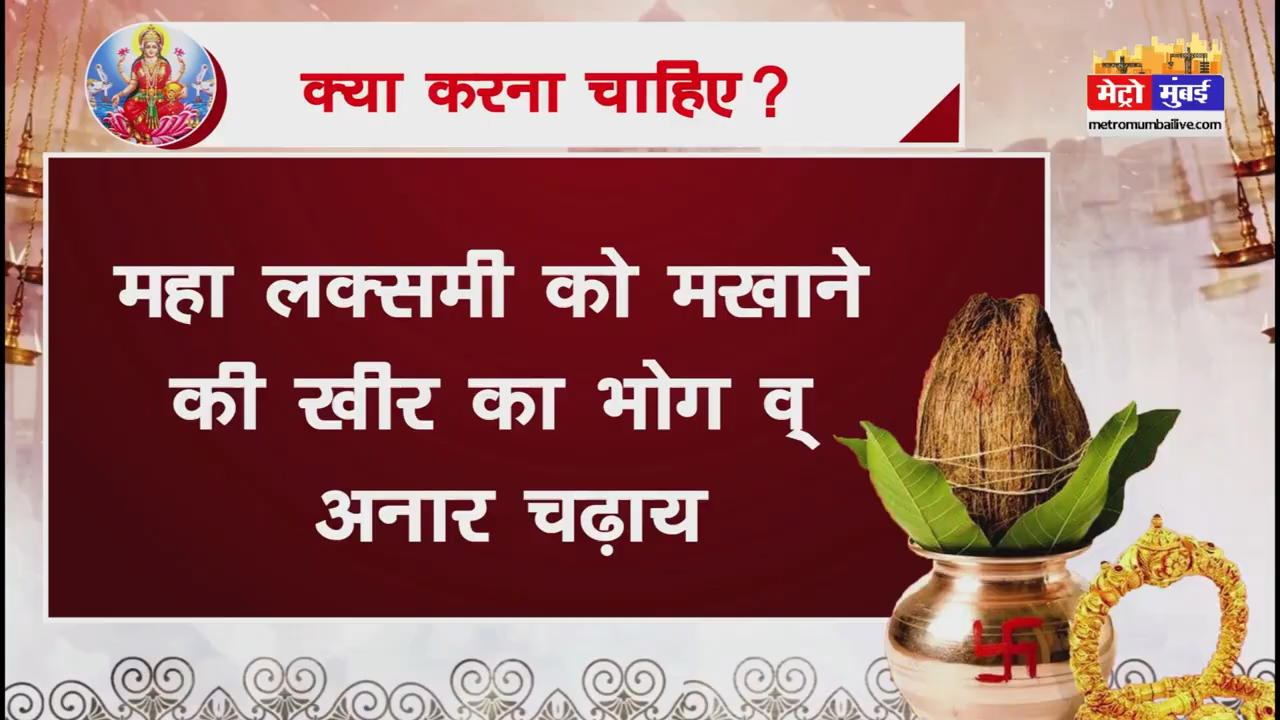 क्या करना चाहिए?
मेट्रो मुंबई
metromumbailive.com
महा लक्समी को मखाने
की खीर का भोग व्
अनार चढ़ाय